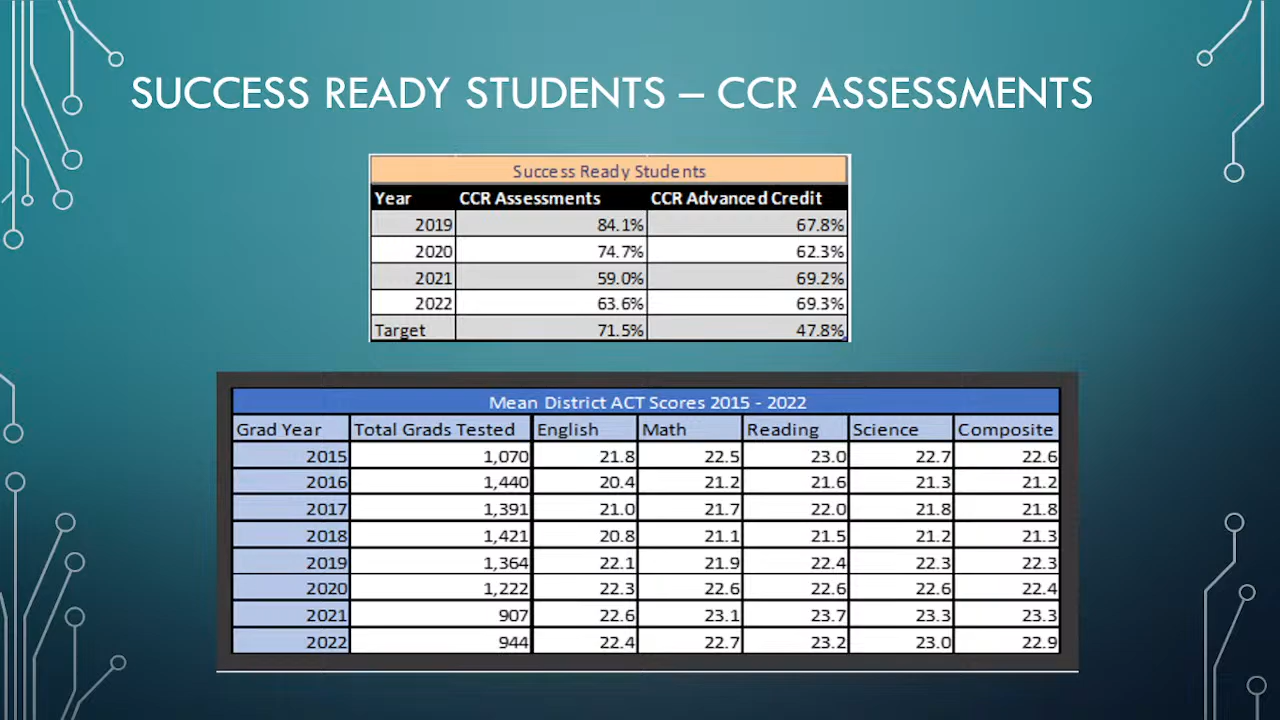 SUCCESS READY STUDENTS – CCR ASSESSMENTS
Success Ready Students
Year CCR Assessments CCR Advanced Credit
2019 84.1% 67.8%
2020 74.7% 62.3%
2021 59.0% 69.2%
2022 63.6% 69.3%
Target 71.5% 47.8%
Mean District ACT Scores 2015 - 2022
Grad Year Total Grads Tested English Math Reading Science Composite
2015 1,070 21.8 22.5 23.0 22.7 22.6
2016 1,440 20.4 21.2 21.6 21.3 21.2
2017 1,391 21.0 21.7 22.0 21.8 21.8
2018 1,421 20.8 21.1 21.5 21.2 21.3
2019 1,364 22.1 21.9 22.4 22.3 22.3
2020 1,222 22.3 22.6 22.6 22.6 22.4
2021 907 22.6 23.1 23.7 23.3 23.3
2022 944 22.4 22.7 23.2 23.0 22.9